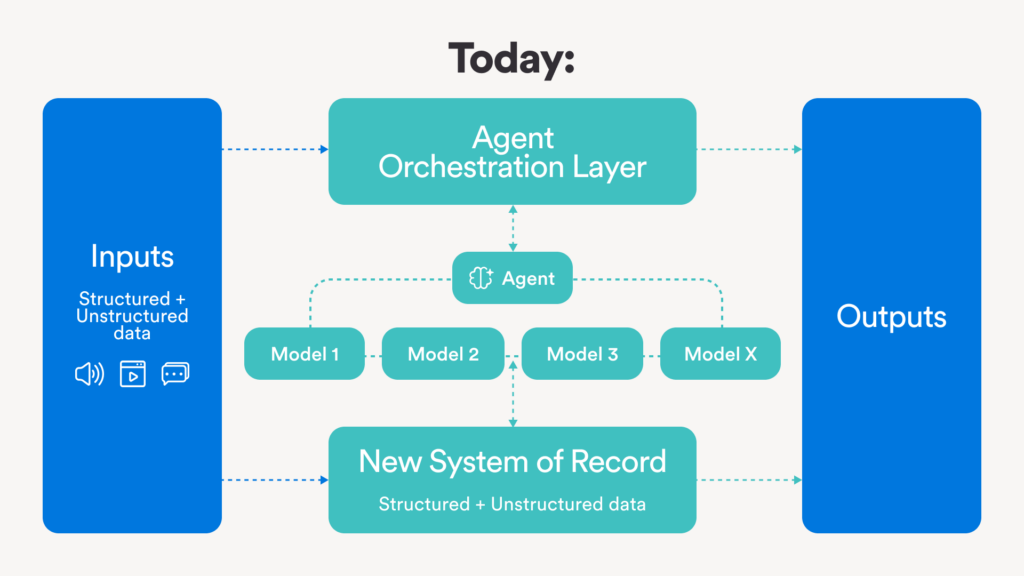 Today:
Inputs
Structured +
Unstructured
data
Agent
Orchestration Layer
Agent
Model 1
Model 2
Model 3
Model X
New System of Record
Structured + Unstructured data
Outputs